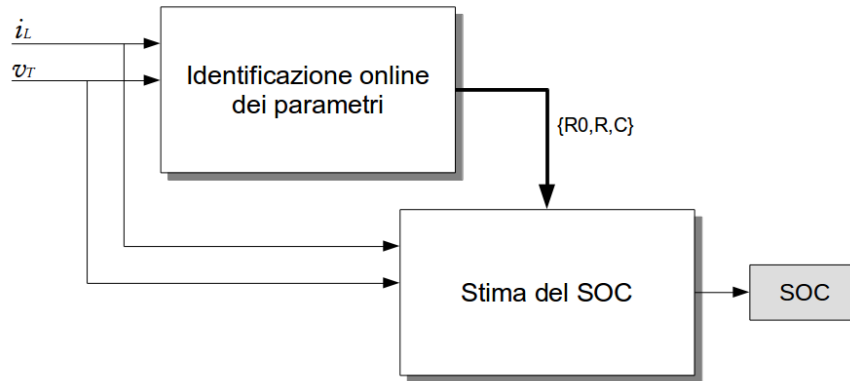 iL
vT
Identificazione online
dei parametri
{R0,R,C}
Stima del SOC
SOC